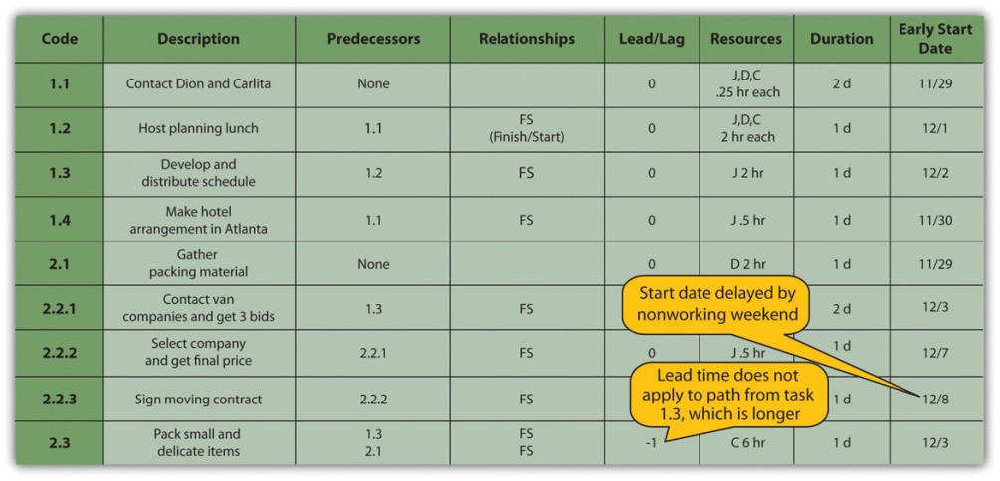 Code Description Predecessors Relationships Lead/Lag Resources Duration Early Start
Date
1.1 Contact Dion and Carlita None 0 J,D,C 2 d 11/29
.25 hr each
1.2 Host planning lunch 1.1 FS 0 J,D,C 1 d 12/1
(Finish/Start) 2 hr each
1.3 Develop and 1.2 FS 0 J 2 hr 1 d 12/2
distribute schedule
1.4 Make hotel 1.1 FS 0 J .5 hr 1 d 11/30
arrangement in Atlanta
2.1 Gather None 0 D 2 hr 1 d 11/29
packing material
Start date delayed by
nonworking weekend
2.2.1 Contact van 1.3 FS 2 d 12/3
companies and get 3 bids
2.2.2 Select company 2.2.1 FS 0 J .5 hr 1 d 12/7
and get final price
Lead time does not
apply to path from task
1.3, which is longer
2.2.3 Sign moving contract 2.2.2 FS 1 d 12/8
2.3 Pack small and 1.3 FS -1 C 6 hr 1 d 12/3
delicate items 2.1 FS